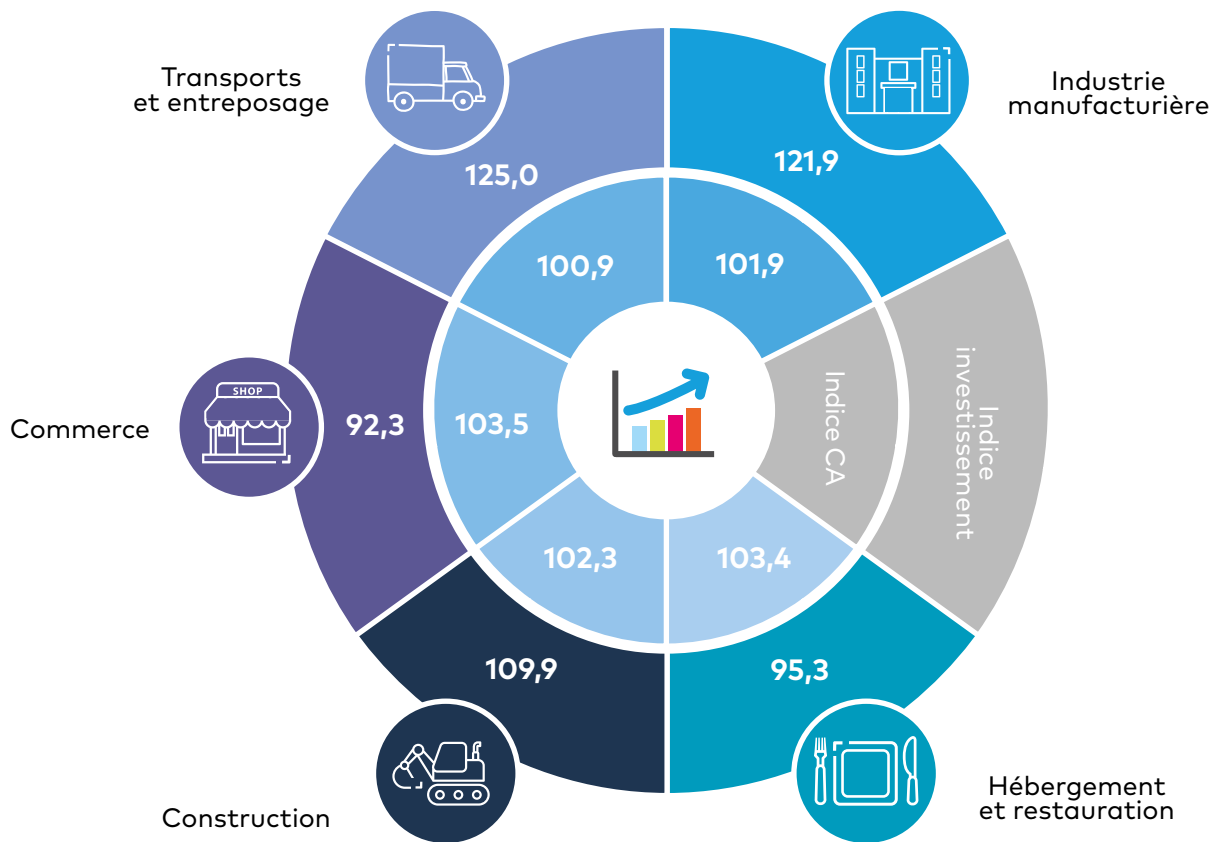 Transports
et entreposage
Industrie
manufacturière
125,0
121,9
100,9
101,9
SHOP
Commerce
92,3
103,5
Indice CA
Indice
investissement
102,3
103,4
109,9
95,3
Construction
Hébergement
et restauration